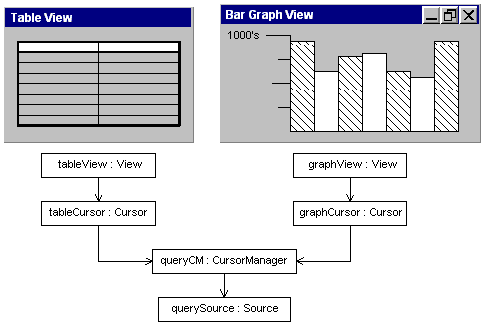 Table View
Bar Graph View
1000's
tableView : View
graphView : View
tableCursor : Cursor
graphCursor : Cursor
queryCM : CursorManager
querySource : Source